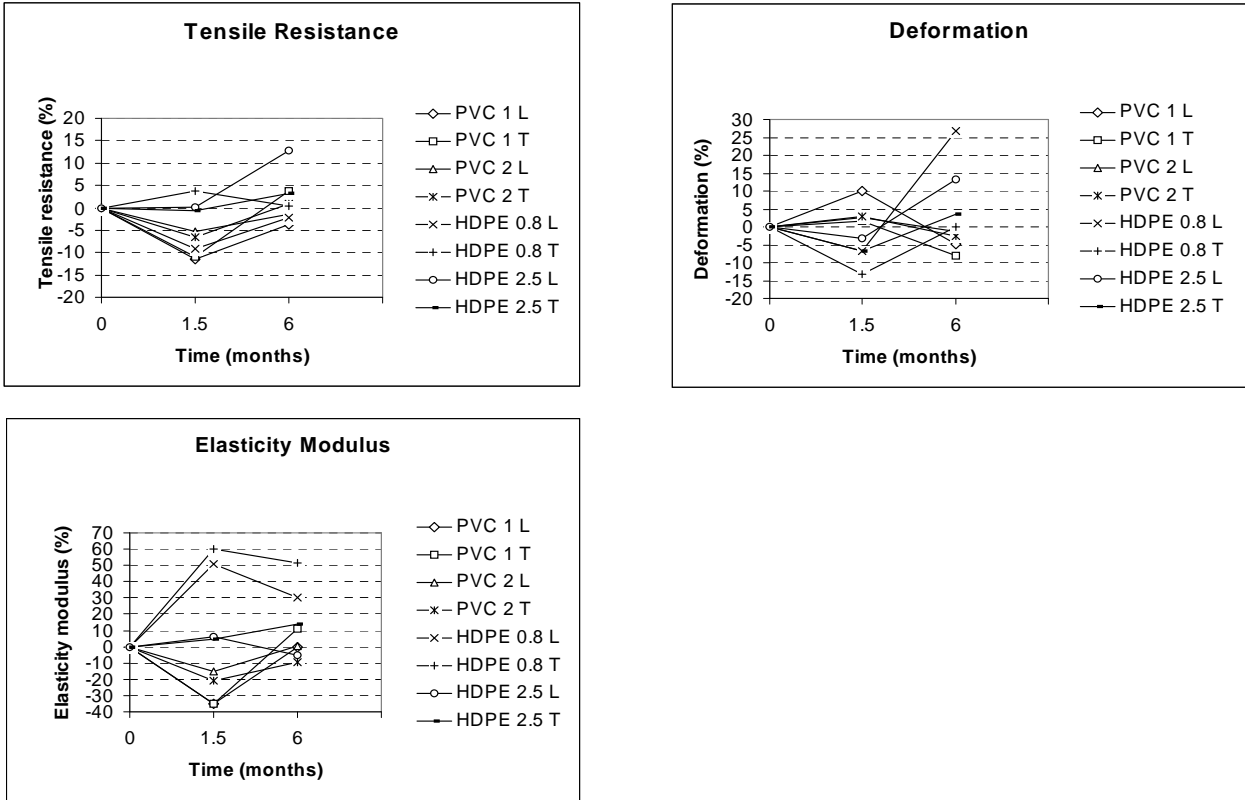 Tensile Resistance
Tensile resistance (%)
20
15
10
5
0
-5
-10
-15
-20
0 1.5 6
Time (months)
PVC 1 L
PVC 1 T
PVC 2 L
PVC 2 T
HDPE 0.8 L
HDPE 0.8 T
HDPE 2.5 L
HDPE 2.5 T
Deformation
Deformation (%)
30
25
20
15
10
5
0
-5
-10
-15
-20
0 1.5 6
Time (months)
PVC 1 L
PVC 1 T
PVC 2 L
PVC 2 T
HDPE 0.8 L
HDPE 0.8 T
HDPE 2.5 L
HDPE 2.5 T
Elasticity Modulus
Elasticity modulus (%)
70
60
50
40
30
20
10
0
-10
-20
-30
-40
0 1.5 6
Time (months)
PVC 1 L
PVC 1 T
PVC 2 L
PVC 2 T
HDPE 0.8 L
HDPE 0.8 T
HDPE 2.5 L
HDPE 2.5 T